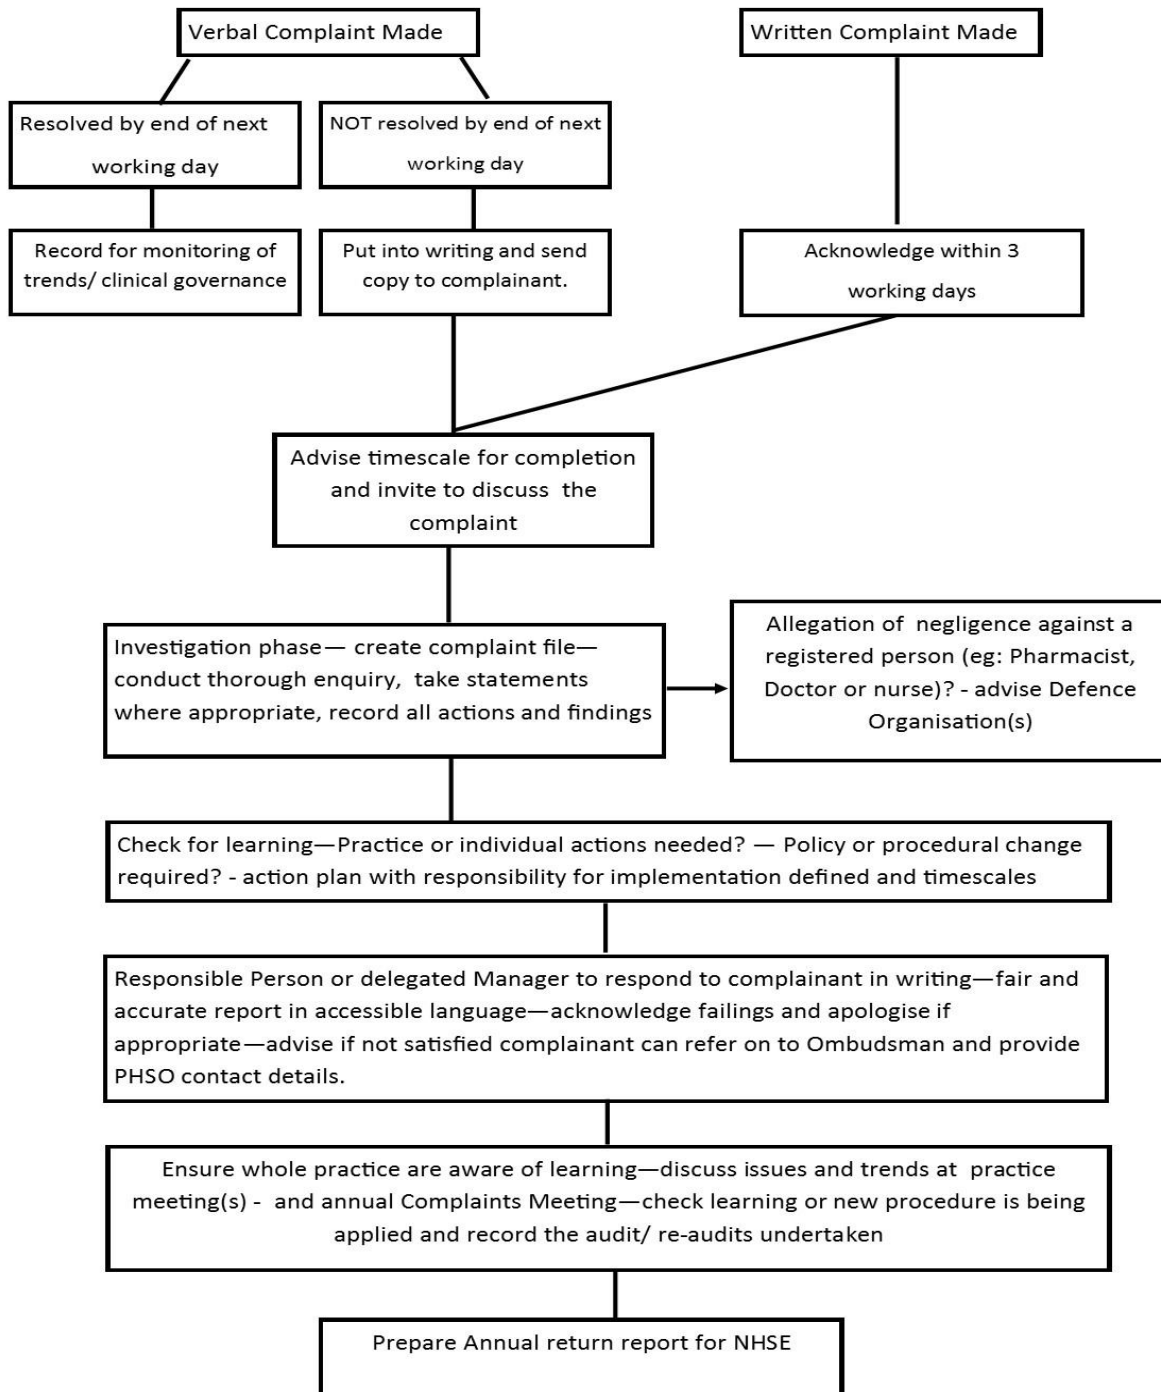 Verbal Complaint Made
Written Complaint Made
Resolved by end of next
working day
NOT resolved by end of next
working day
Record for monitoring of
trends/ clinical governance
Put into writing and send
copy to complainant.
Acknowledge within 3
working days
Advise timescale for completion
and invite to discuss the
complaint
Investigation phase— create complaint file—
conduct thorough enquiry, take statements
where appropriate, record all actions and findings
Allegation of negligence against a
registered person (eg: Pharmacist,
Doctor or nurse)? - advise Defence
Organisation(s)
Check for learning—Practice or individual actions needed? — Policy or procedural change
required? - action plan with responsibility for implementation defined and timescales
Responsible Person or delegated Manager to respond to complainant in writing—fair and
accurate report in accessible language—acknowledge failings and apologise if
appropriate—advise if not satisfied complainant can refer on to Ombudsman and provide
PHSO contact details.
Ensure whole practice are aware of learning—discuss issues and trends at practice
meeting(s) - and annual Complaints Meeting—check learning or new procedure is being
applied and record the audit/ re-audits undertaken
Prepare Annual return report for NHSE